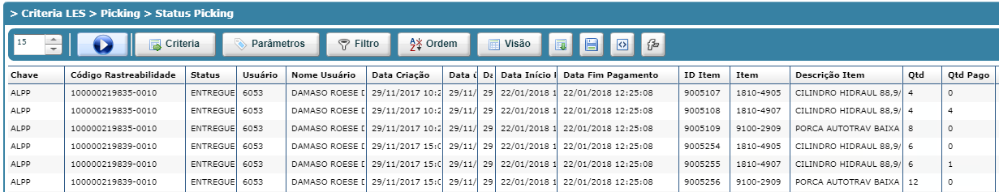 > Criteria LES > Picking > Status Picking
15 Criteria Parâmetros Filtro Ordem Visão
Chave Código Rastreabilidade Status Usuário Nome Usuário Data Criação Data ú Da Data Início Data Fim Pagamento ID Item Item Descrição Item Qtd Qtd Pago
ALPP 100000219835-0010 ENTREGUE 6053 DAMASO ROESE D 29/11/2017 10:2 29/11/ 29 22/01/2018 1 22/01/2018 12:25:08 9005107 1810-4905 CILINDRO HIDRAUL 88,9/ 4 0
ALPP 100000219835-0010 ENTREGUE 6053 DAMASO ROESE D 29/11/2017 10:2 29/11/ 29 22/01/2018 1 22/01/2018 12:25:08 9005108 1810-4907 CILINDRO HIDRAUL 88,9/ 4 4
ALPP 100000219835-0010 ENTREGUE 6053 DAMASO ROESE D 29/11/2017 10:2 29/11/ 29 22/01/2018 1 22/01/2018 12:25:08 9005109 9100-2909 PORCA AUTOTRAV BAIXA 8 0
ALPP 100000219839-0010 ENTREGUE 6053 DAMASO ROESE D 29/11/2017 15:0 29/11/ 29 22/01/2018 1 22/01/2018 12:25:08 9005254 1810-4905 CILINDRO HIDRAUL 88,9/ 6 0
ALPP 100000219839-0010 ENTREGUE 6053 DAMASO ROESE D 29/11/2017 15:0 29/11/ 29 22/01/2018 1 22/01/2018 12:25:08 9005255 1810-4907 CILINDRO HIDRAUL 88,9/ 6 1
ALPP 100000219839-0010 ENTREGUE 6053 DAMASO ROESE D 29/11/2017 15:0 29/11/ 29 22/01/2018 1 22/01/2018 12:25:08 9005256 9100-2909 PORCA AUTOTRAV BAIXA 12 0